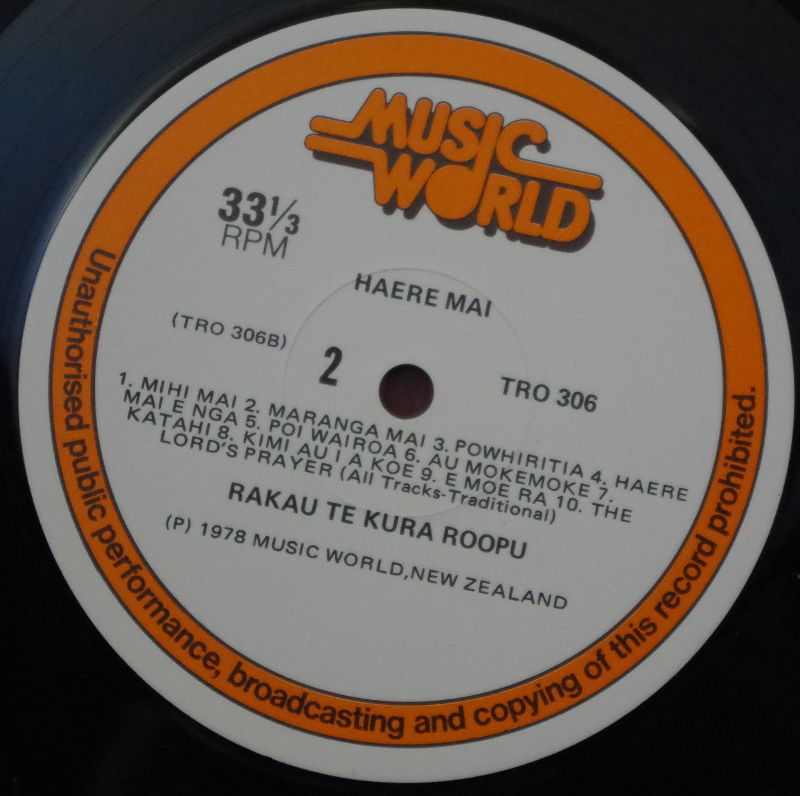 MUSIC
WORLD
33⅓
RPM
HAERE MAI
(TRO 306B)
2
TRO 306
1. MIHI MAI 2. MARANGA MAI 3. POWHIRITIA 4. HAERE
MAI E NGA 5. POI WAIROA 6. AU MOKEMOKE 7.
KATAHI 8. KIMI AU I A KOE 9. E MOE RA 10. THE
LORD'S PRAYER (All Tracks-Traditional)
RAKAU TE KURA ROOPU
(P) 1978 MUSIC WORLD,NEW ZEALAND
Unauthorised public performance, broadcasting and copying of this record prohibited.